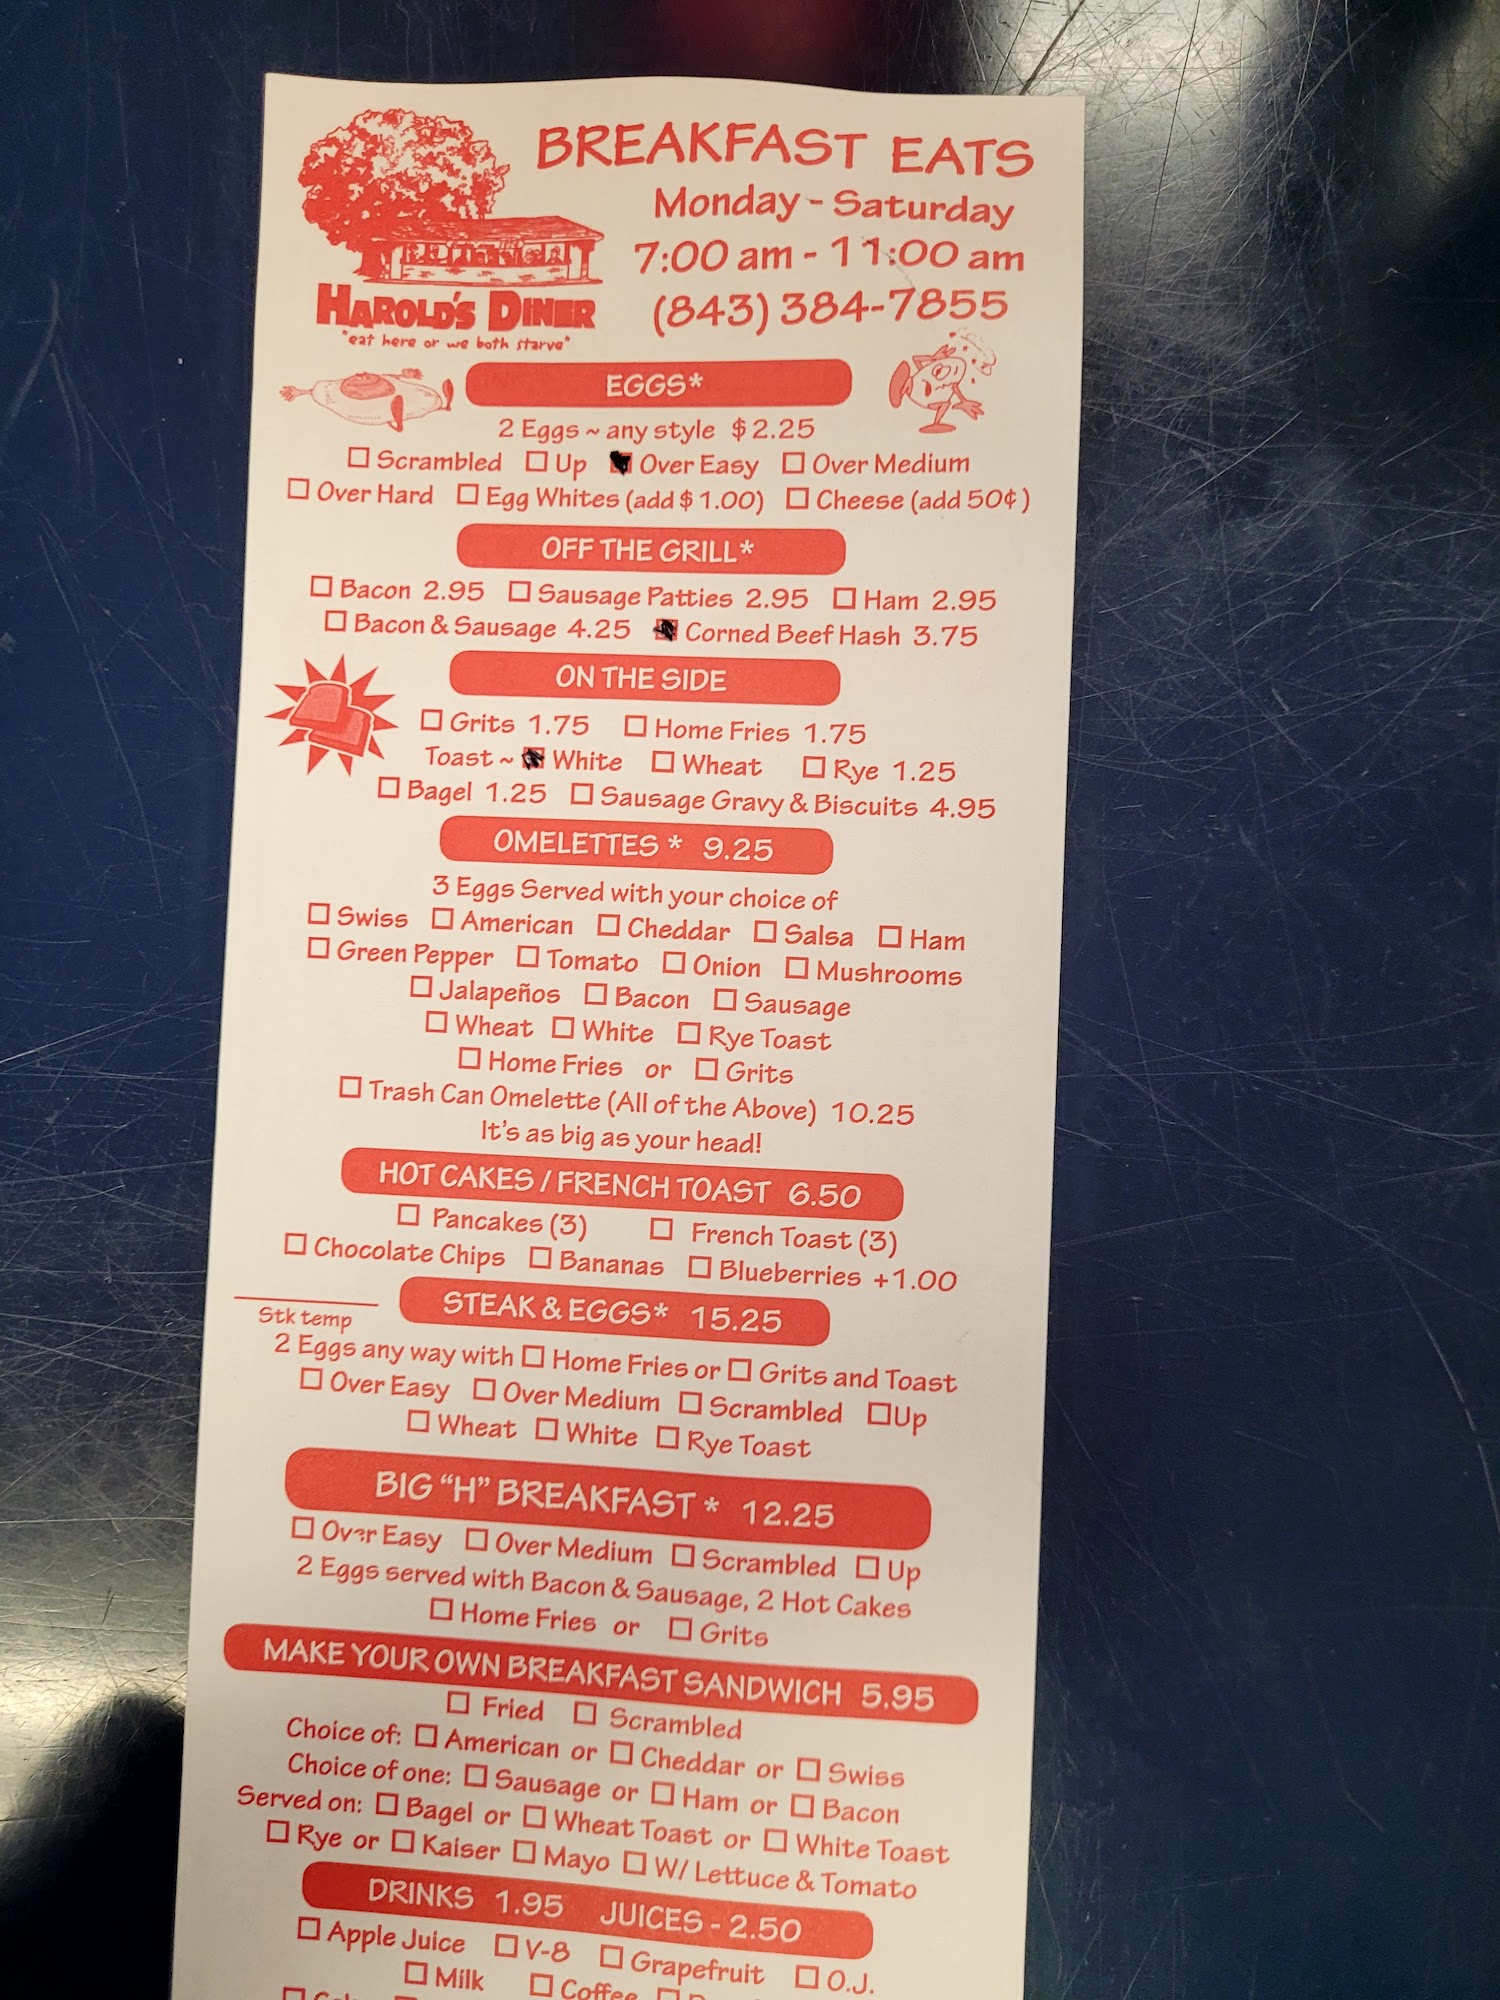 BREAKFAST EATS
Monday - Saturday
7:00 am - 11:00 am
(843) 384-7855
HAROLD'S DINER
"eat here or we both starve"
EGGS*
2 Eggs ~ any style $2.25
☐ Scrambled ☐ Up ☒ Over Easy ☐ Over Medium
☐ Over Hard ☐ Egg Whites (add $1.00) ☐ Cheese (add 50¢)
OFF THE GRILL*
☐ Bacon 2.95 ☐ Sausage Patties 2.95 ☐ Ham 2.95
☐ Bacon & Sausage 4.25 ☒ Corned Beef Hash 3.75
ON THE SIDE
☐ Grits 1.75 ☐ Home Fries 1.75
Toast ~ ☒ White ☐ Wheat ☐ Rye 1.25
☐ Bagel 1.25 ☐ Sausage Gravy & Biscuits 4.95
OMELETTES * 9.25
3 Eggs Served with your choice of
☐ Swiss ☐ American ☐ Cheddar ☐ Salsa ☐ Ham
☐ Green Pepper ☐ Tomato ☐ Onion ☐ Mushrooms
☐ Jalapeños ☐ Bacon ☐ Sausage
☐ Wheat ☐ White ☐ Rye Toast
☐ Home Fries or ☐ Grits
☐ Trash Can Omelette (All of the Above) 10.25
It's as big as your head!
HOT CAKES / FRENCH TOAST 6.50
☐ Pancakes (3) ☐ French Toast (3)
☐ Chocolate Chips ☐ Bananas ☐ Blueberries +1.00
STEAK & EGGS* 15.25
Stk temp
2 Eggs any way with ☐ Home Fries or ☐ Grits and Toast
☐ Over Easy ☐ Over Medium ☐ Scrambled ☐ Up
☐ Wheat ☐ White ☐ Rye Toast
BIG "H" BREAKFAST * 12.25
☐ Over Easy ☐ Over Medium ☐ Scrambled ☐ Up
2 Eggs served with Bacon & Sausage, 2 Hot Cakes
☐ Home Fries or ☐ Grits
MAKE YOUR OWN BREAKFAST SANDWICH 5.95
☐ Fried ☐ Scrambled
Choice of: ☐ American or ☐ Cheddar or ☐ Swiss
Choice of one: ☐ Sausage or ☐ Ham or ☐ Bacon
Served on: ☐ Bagel or ☐ Wheat Toast or ☐ White Toast
☐ Rye or ☐ Kaiser ☐ Mayo ☐ W/ Lettuce & Tomato
DRINKS 1.95 JUICES - 2.50
☐ Apple Juice ☐ V-8 ☐ Grapefruit ☐ O.J.
☐ Milk ☐ Coffee